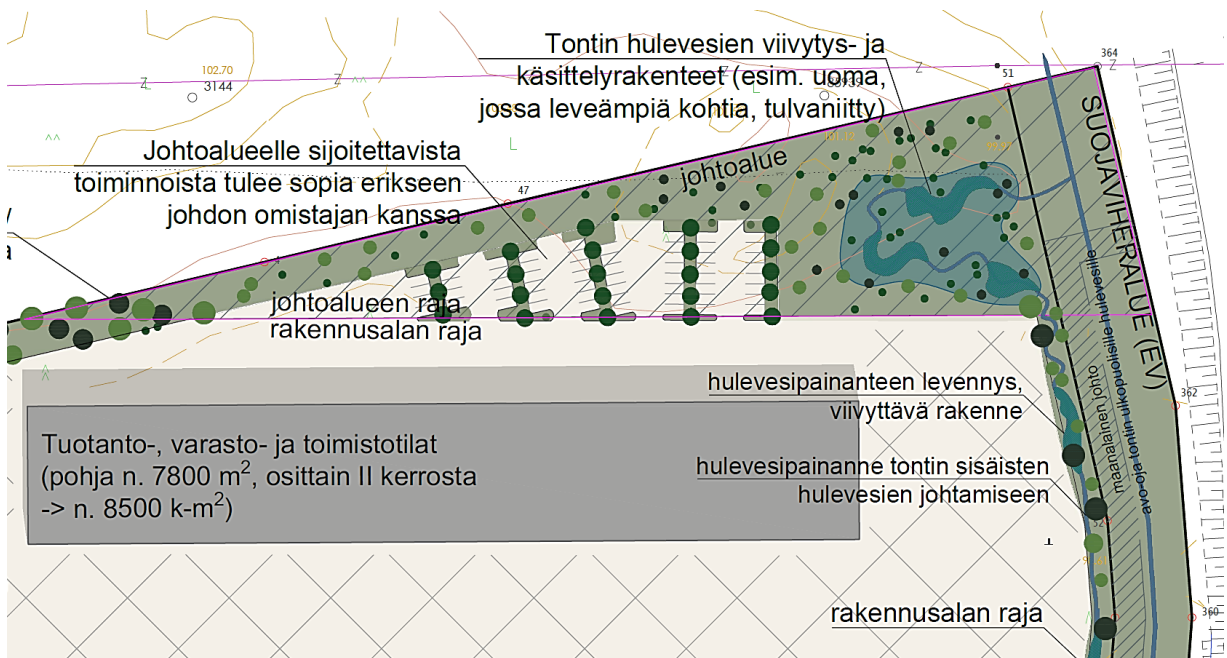 Tontin hulevesien viivytys- ja
käsittelyrakenteet (esim. uoma,
jossa leveämpiä kohtia, tulvaniitty)
364
51
102.70
3144
Z
Z
Z
Z
Z
L
L
Johtoalueelle sijoitettavista
toiminnoista tulee sopia erikseen
johdon omistajan kanssa
johtoalue
47
SUOJAVIHERALUE (EV)
johtoalueen raja
rakennusalan raja
maanalainen johto
avo-oja tontin ulkopuolisille hulevesille
hulevesipainanteen levennys,
viivyttävä rakenne
362
Tuotanto-, varasto- ja toimistotilat
(pohja n. 7800 m², osittain II kerrosta
-> n. 8500 k-m²)
hulevesipainanne tontin sisäisten
hulevesien johtamiseen
rakennusalan raja
360